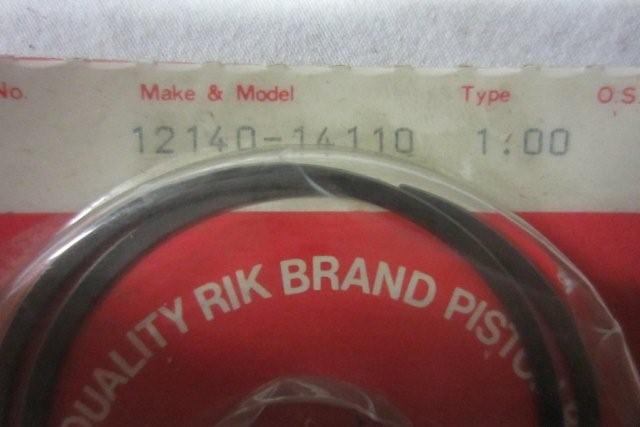 No. Make & Model Type O.S
12140-14110 1.00
QUALITY RIK BRAND PISTO